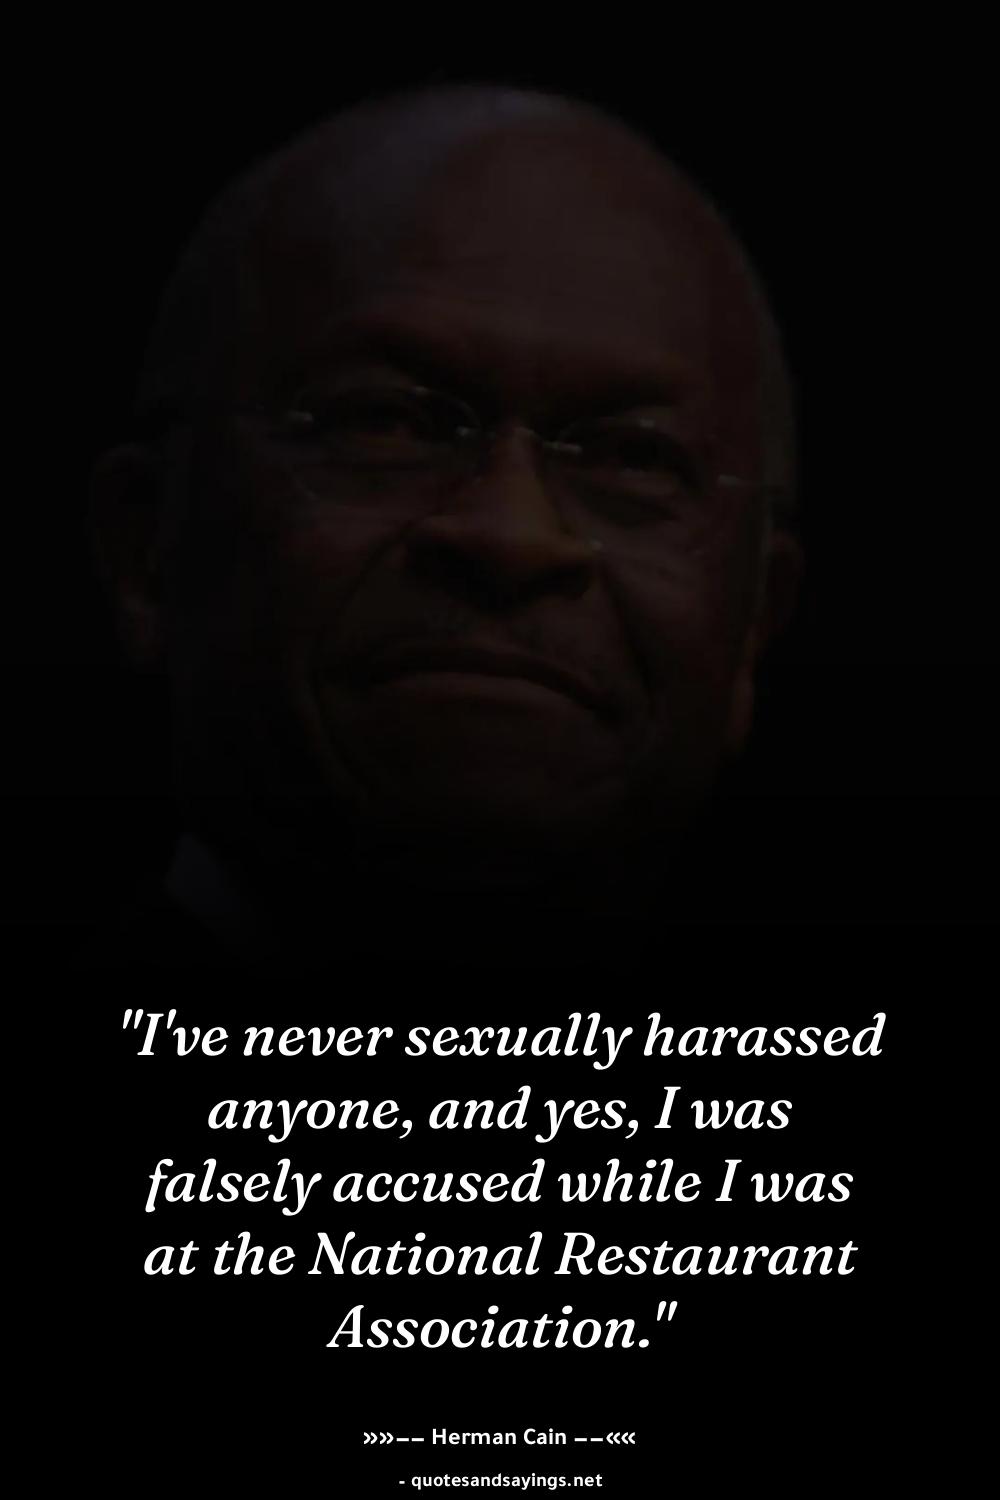 "I've never sexually harassed
anyone, and yes, I was
falsely accused while I was
at the National Restaurant
Association."
»»–– Herman Cain ––««
- quotesandsayings.net